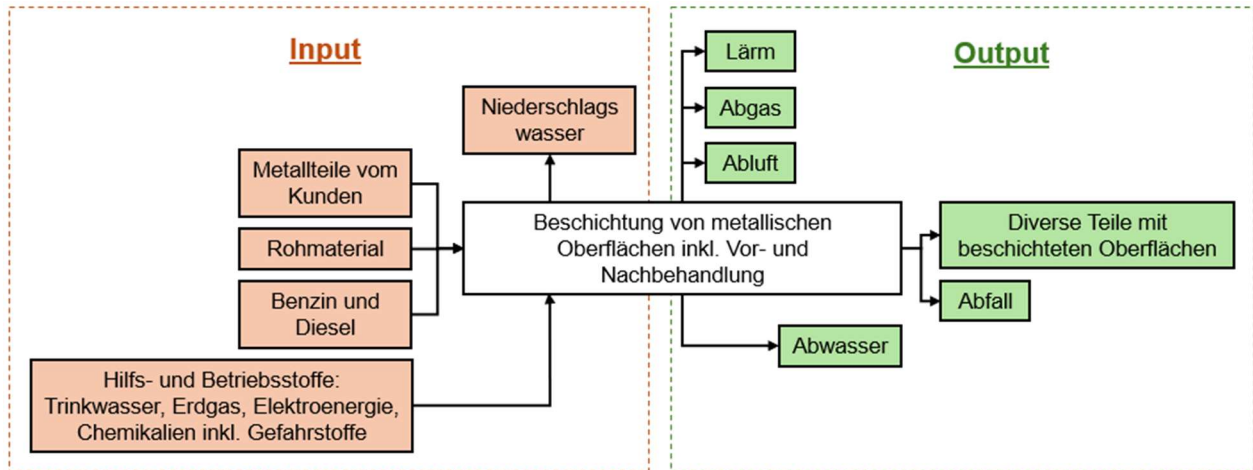 Input
Output
Niederschlags
wasser
Metallteile vom
Kunden
Rohmaterial
Benzin und
Diesel
Hilfs- und Betriebsstoffe:
Trinkwasser, Erdgas, Elektroenergie,
Chemikalien inkl. Gefahrstoffe
Beschichtung von metallischen
Oberflächen inkl. Vor- und
Nachbehandlung
Lärm
Abgas
Abluft
Diverse Teile mit
beschichteten Oberflächen
Abfall
Abwasser